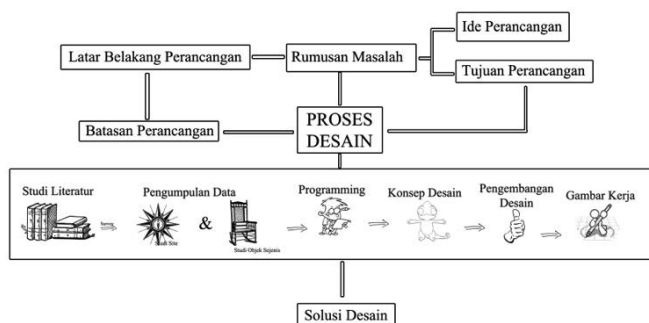 Ide Perancangan
Latar Belakang Perancangan
Rumusan Masalah
Tujuan Perancangan
Batasan Perancangan
PROSES
DESAIN
Studi Literatur
Pengumpulan Data
Programming
Konsep Desain
Pengembangan
Desain
Gambar Kerja
&
Studi Site
Studi Objek Sejenis
Solusi Desain